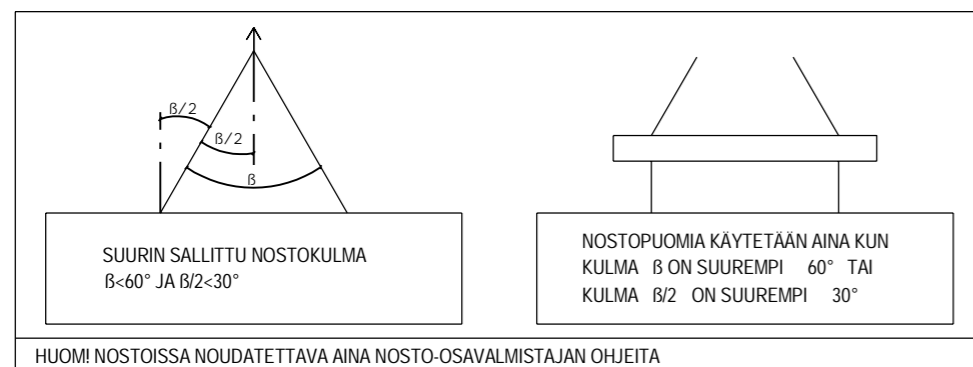 ß/2
ß/2
ß
SUURIN SALLITTU NOSTOKULMA
ß<60° JA ß/2<30°
NOSTOPUOMIA KÄYTETÄÄN AINA KUN
KULMA ß ON SUUREMPI 60° TAI
KULMA ß/2 ON SUUREMPI 30°
HUOM! NOSTOISSA NOUDATETTAVA AINA NOSTO-OSAVALMISTAJAN OHJEITA